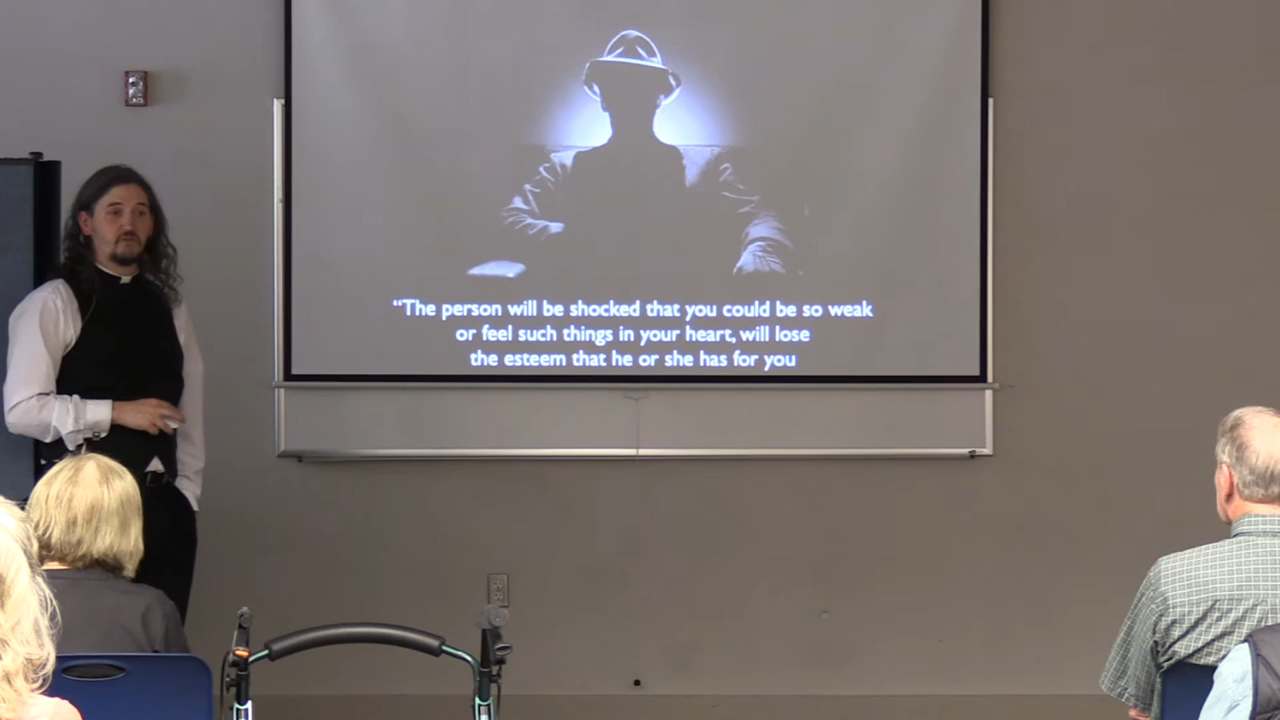 “The person will be shocked that you could be so weak
or feel such things in your heart, will lose
the esteem that he or she has for you